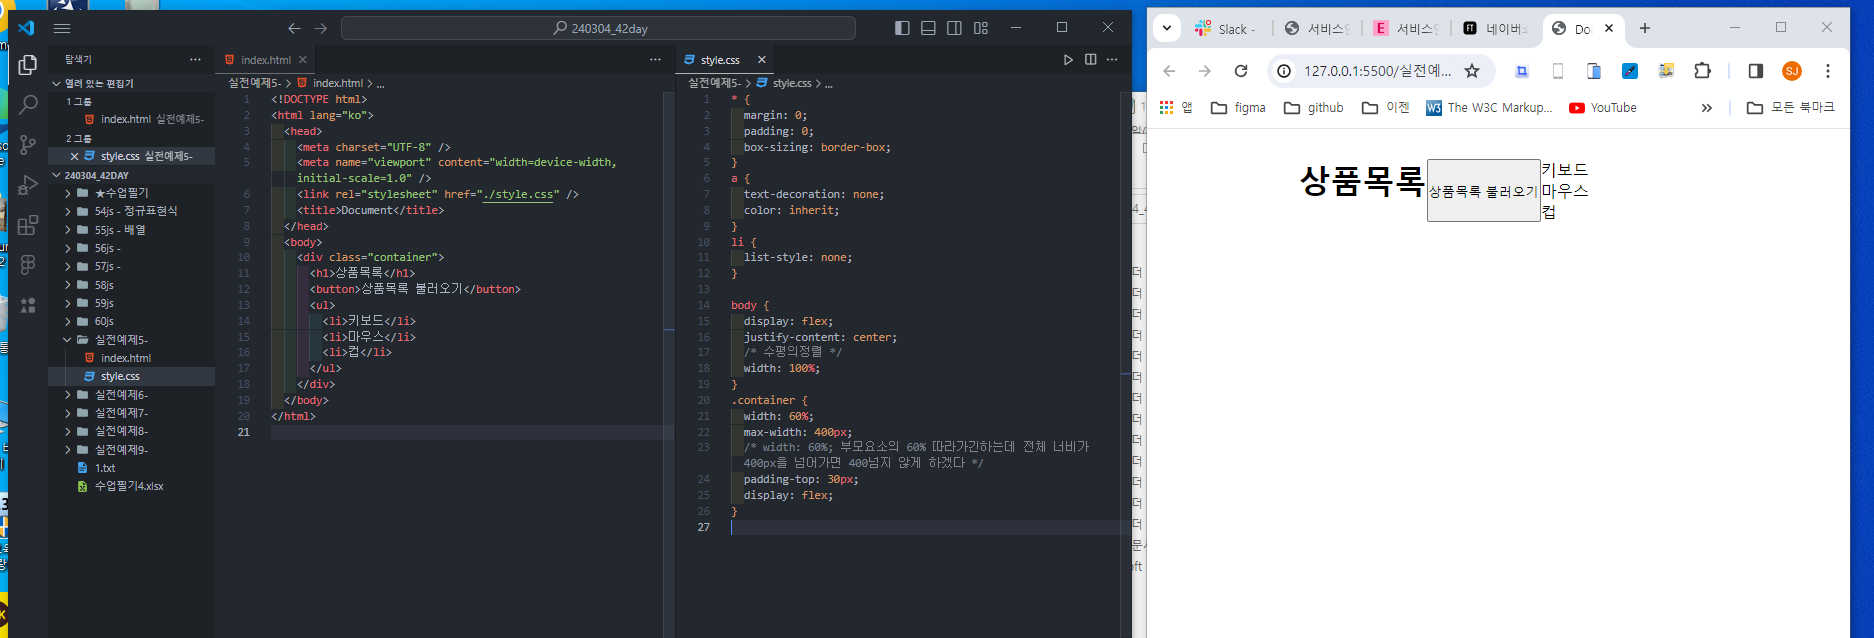 240304_42day
탐색기
열려 있는 편집기
1 그룹
index.html 실전예제5-
2 그룹
style.css 실전예제5-
240304_42DAY
★수업필기
54js - 정규표현식
55js - 배열
56js -
57js -
58js
59js
60js
실전예제5-
index.html
style.css
실전예제6-
실전예제7-
실전예제8-
실전예제9-
1.txt
수업필기4.xlsx
index.html
실전예제5- > index.html > ...
1 <!DOCTYPE html>
2 <html lang="ko">
3 <head>
4 <meta charset="UTF-8" />
5 <meta name="viewport" content="width=device-width,
initial-scale=1.0" />
6 <link rel="stylesheet" href="./style.css" />
7 <title>Document</title>
8 </head>
9 <body>
10 <div class="container">
11 <h1>상품목록</h1>
12 <button>상품목록 불러오기</button>
13 <ul>
14 <li>키보드</li>
15 <li>마우스</li>
16 <li>컵</li>
17 </ul>
18 </div>
19 </body>
20 </html>
21
style.css
실전예제5- > style.css > ...
1 * {
2 margin: 0;
3 padding: 0;
4 box-sizing: border-box;
5 }
6 a {
7 text-decoration: none;
8 color: inherit;
9 }
10 li {
11 list-style: none;
12 }
13
14 body {
15 display: flex;
16 justify-content: center;
17 /* 수평의정렬 */
18 width: 100%;
19 }
20 .container {
21 width: 60%;
22 max-width: 400px;
23 /* width: 60%; 부모요소의 60% 따라가긴하는데 전체 너비가
400px을 넘어가면 400넘지 않게 하겠다 */
24 padding-top: 30px;
25 display: flex;
26 }
27
Slack -
서비스
서비스
네이버
Do
127.0.0.1:5500/실전예...
SJ
앱
figma
github
이젠
The W3C Markup...
YouTube
모든 북마크
상품목록
상품목록 불러오기
키보드
마우스
컵